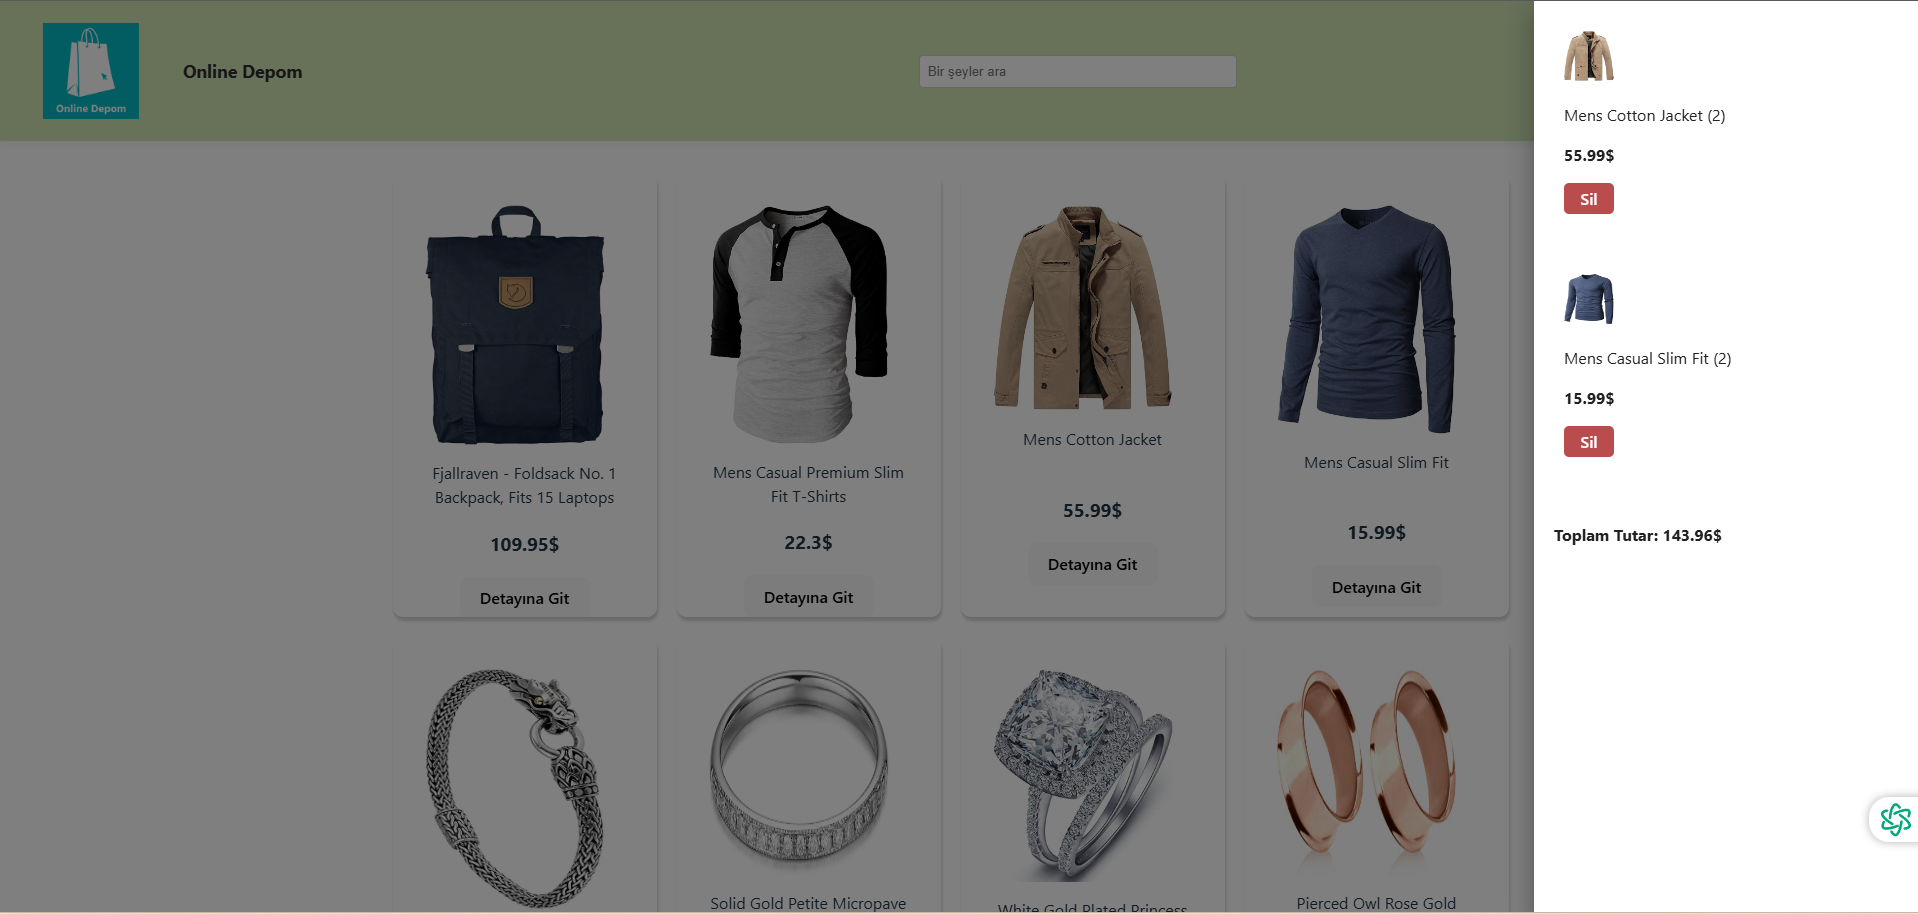 Online Depom
Online Depom
Bir şeyler ara
Fjallraven - Foldsack No. 1
Backpack, Fits 15 Laptops
109.95$
Detayına Git
Mens Casual Premium Slim
Fit T-Shirts
22.3$
Detayına Git
Mens Cotton Jacket
55.99$
Detayına Git
Mens Casual Slim Fit
15.99$
Detayına Git
Solid Gold Petite Micropave
White Gold Plated Princess
Pierced Owl Rose Gold
Mens Cotton Jacket (2)
55.99$
Sil
Mens Casual Slim Fit (2)
15.99$
Sil
Toplam Tutar: 143.96$